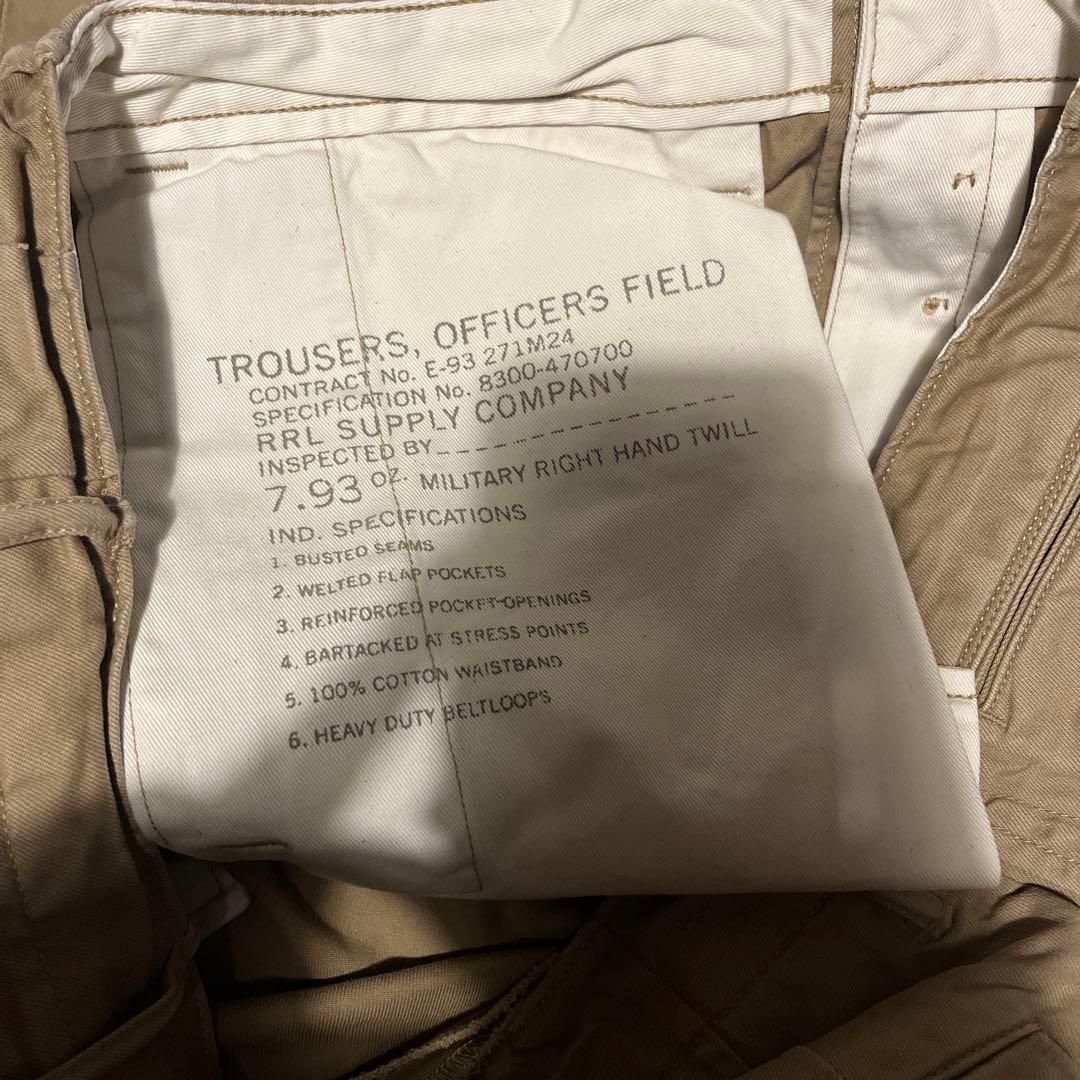 TROUSERS, OFFICERS FIELD
CONTRACT No. E-93 271M24
SPECIFICATION No. 8300-470700
RRL SUPPLY COMPANY
INSPECTED BY_________________
7.93 OZ. MILITARY RIGHT HAND TWILL
IND. SPECIFICATIONS
1. BUSTED SEAMS
2. WELTED FLAP POCKETS
3. REINFORCED POCKET-OPENINGS
4. BARTACKED AT STRESS POINTS
5. 100% COTTON WAISTBAND
6. HEAVY DUTY BELTLOOP'S